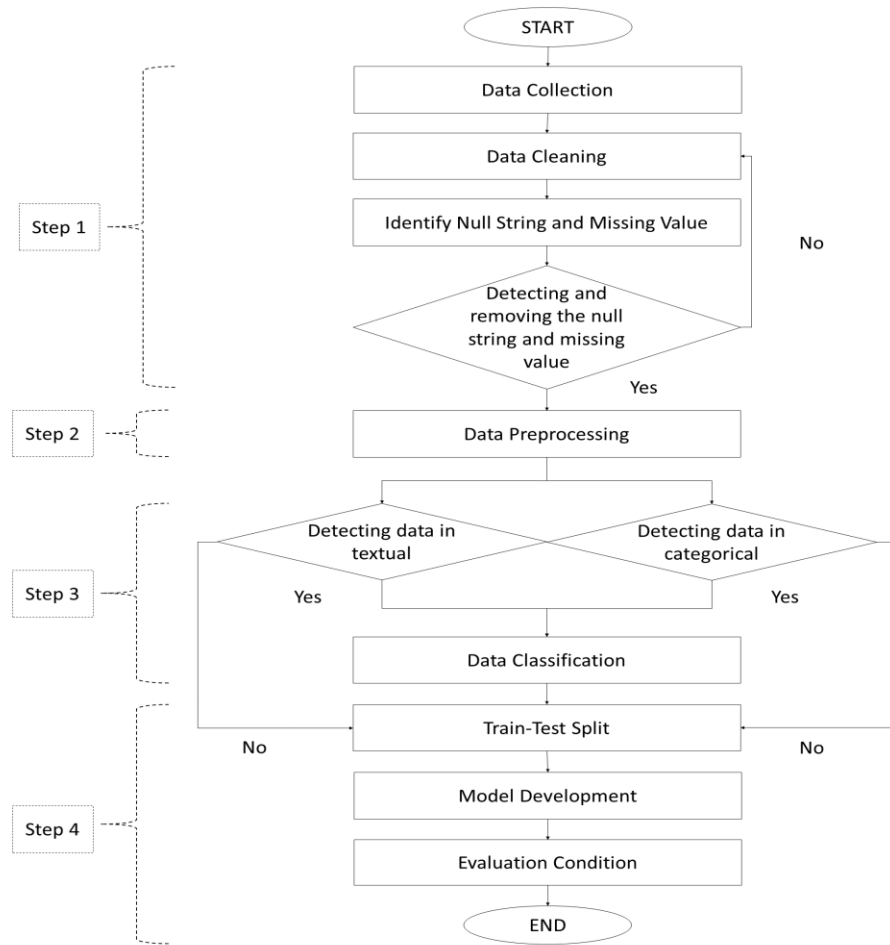 START
Data Collection
Data Cleaning
Step 1
Identify Null String and Missing Value
No
Detecting and
removing the null
string and missing
value
Yes
Step 2
Data Preprocessing
Detecting data in
textual
Detecting data in
categorical
Step 3
Yes
Yes
Data Classification
Train-Test Split
No
No
Model Development
Step 4
Evaluation Condition
END